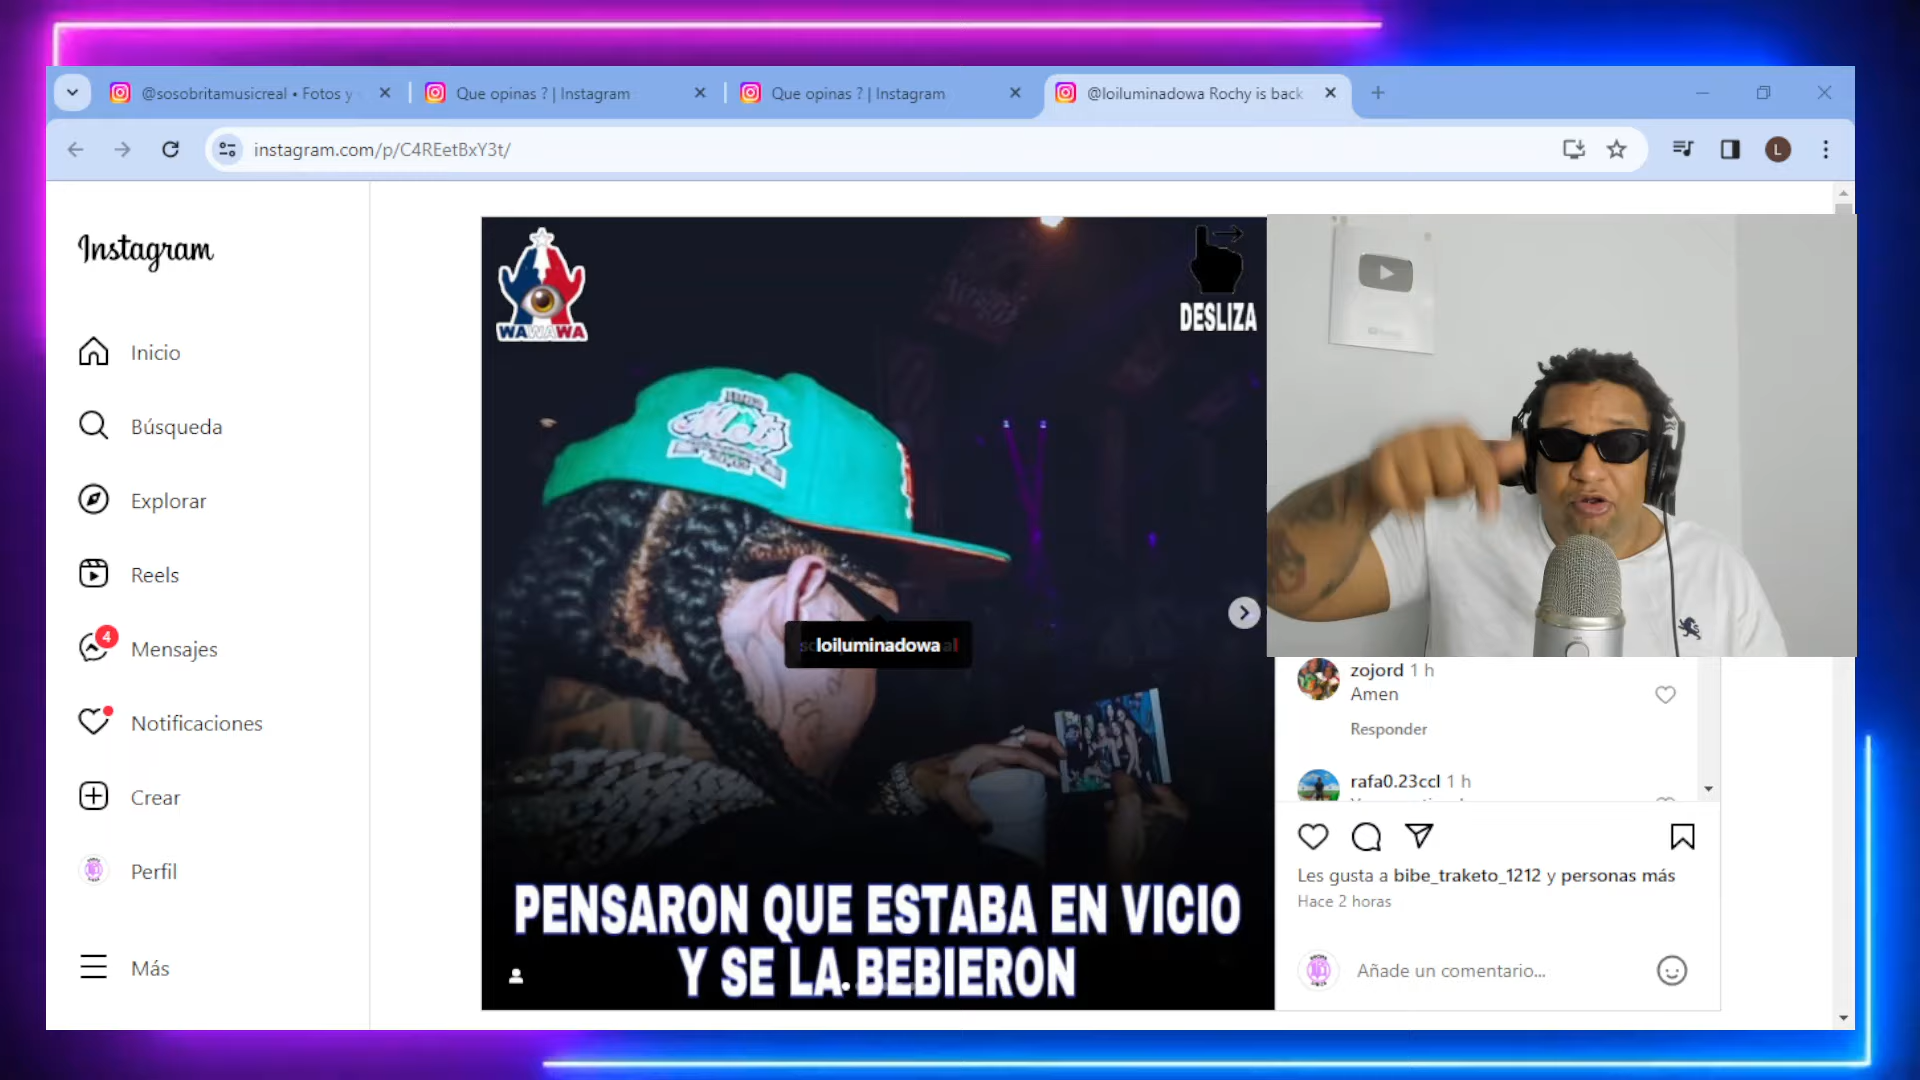 @sosobritamusicreal • Fotos y
Que opinas ? | Instagram
Que opinas ? | Instagram
@loiluminadowa Rochy is back
instagram.com/p/C4REetBxY3t/
L
Instagram
Inicio
Búsqueda
Explorar
Reels
4
Mensajes
Notificaciones
Crear
Perfil
Más
WAWAWA
DESLIZA
Mets
loiluminadowa
PENSARON QUE ESTABA EN VICIO
Y SE LA BEBIERON
zojord 1 h
Amen
Responder
rafa0.23ccl 1 h
Les gusta a bibe_traketo_1212 y personas más
Hace 2 horas
Añade un comentario...